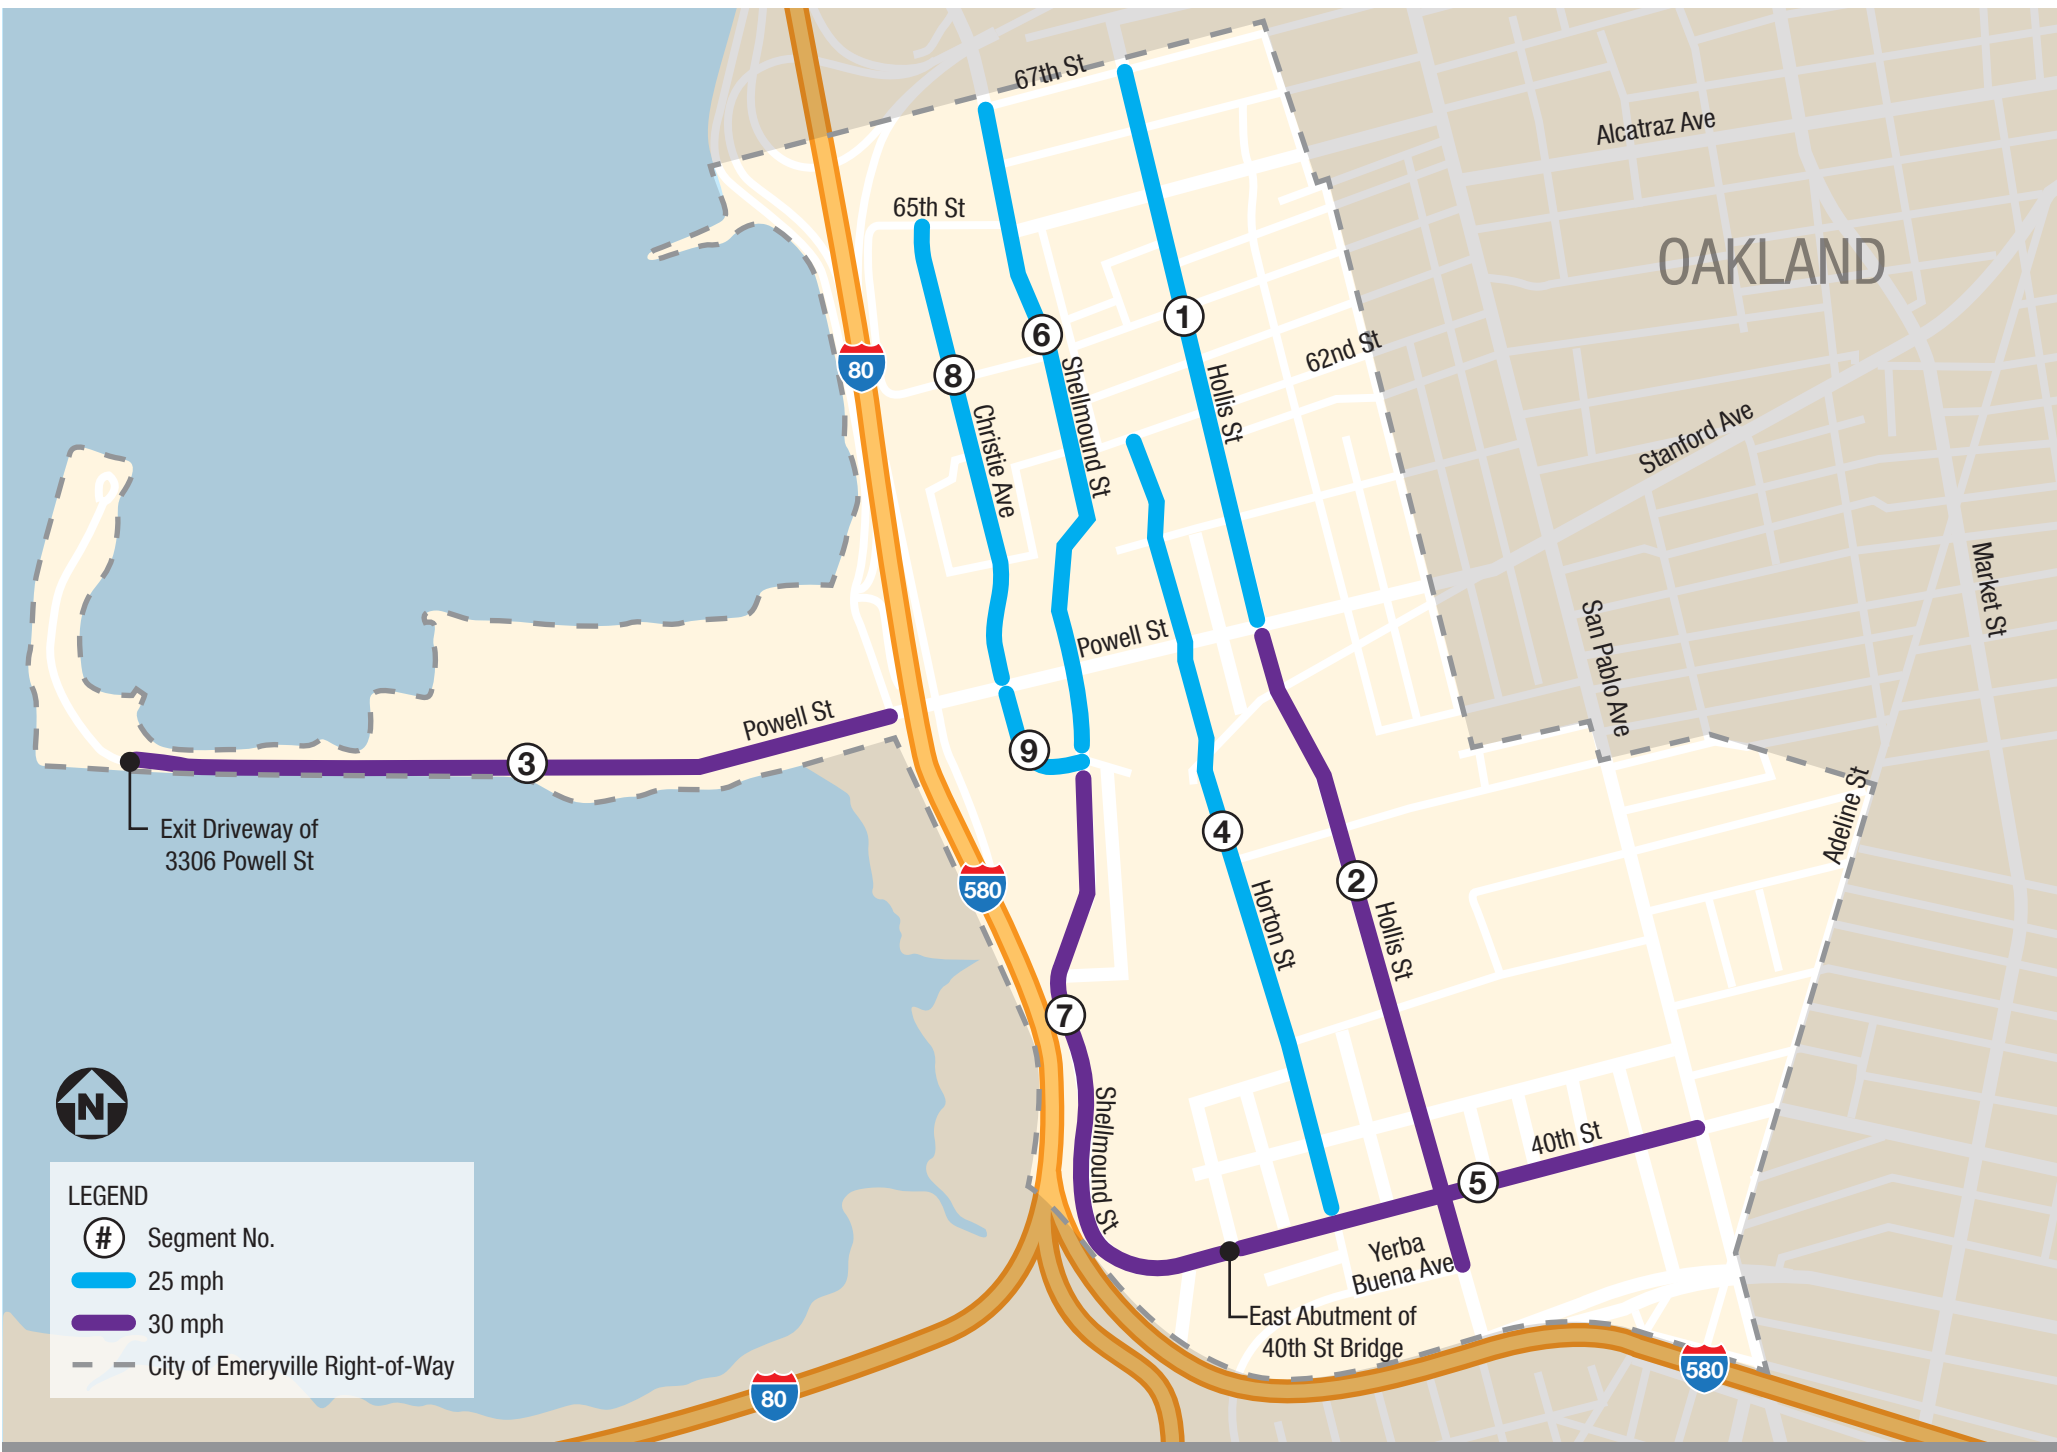 67th St
Alcatraz Ave
65th St
OAKLAND
1
6
80
8
62nd St
Hollis St
Shellmound St
Christie Ave
Stanford Ave
Market St
Powell St
San Pablo Ave
Powell St
9
3
Adeline St
Exit Driveway of
3306 Powell St
4
580
2
Horton St
Hollis St
7
N
Shellmound St
40th St
5
LEGEND
# Segment No.
25 mph
30 mph
City of Emeryville Right-of-Way
Yerba
Buena Ave
East Abutment of
40th St Bridge
580
80